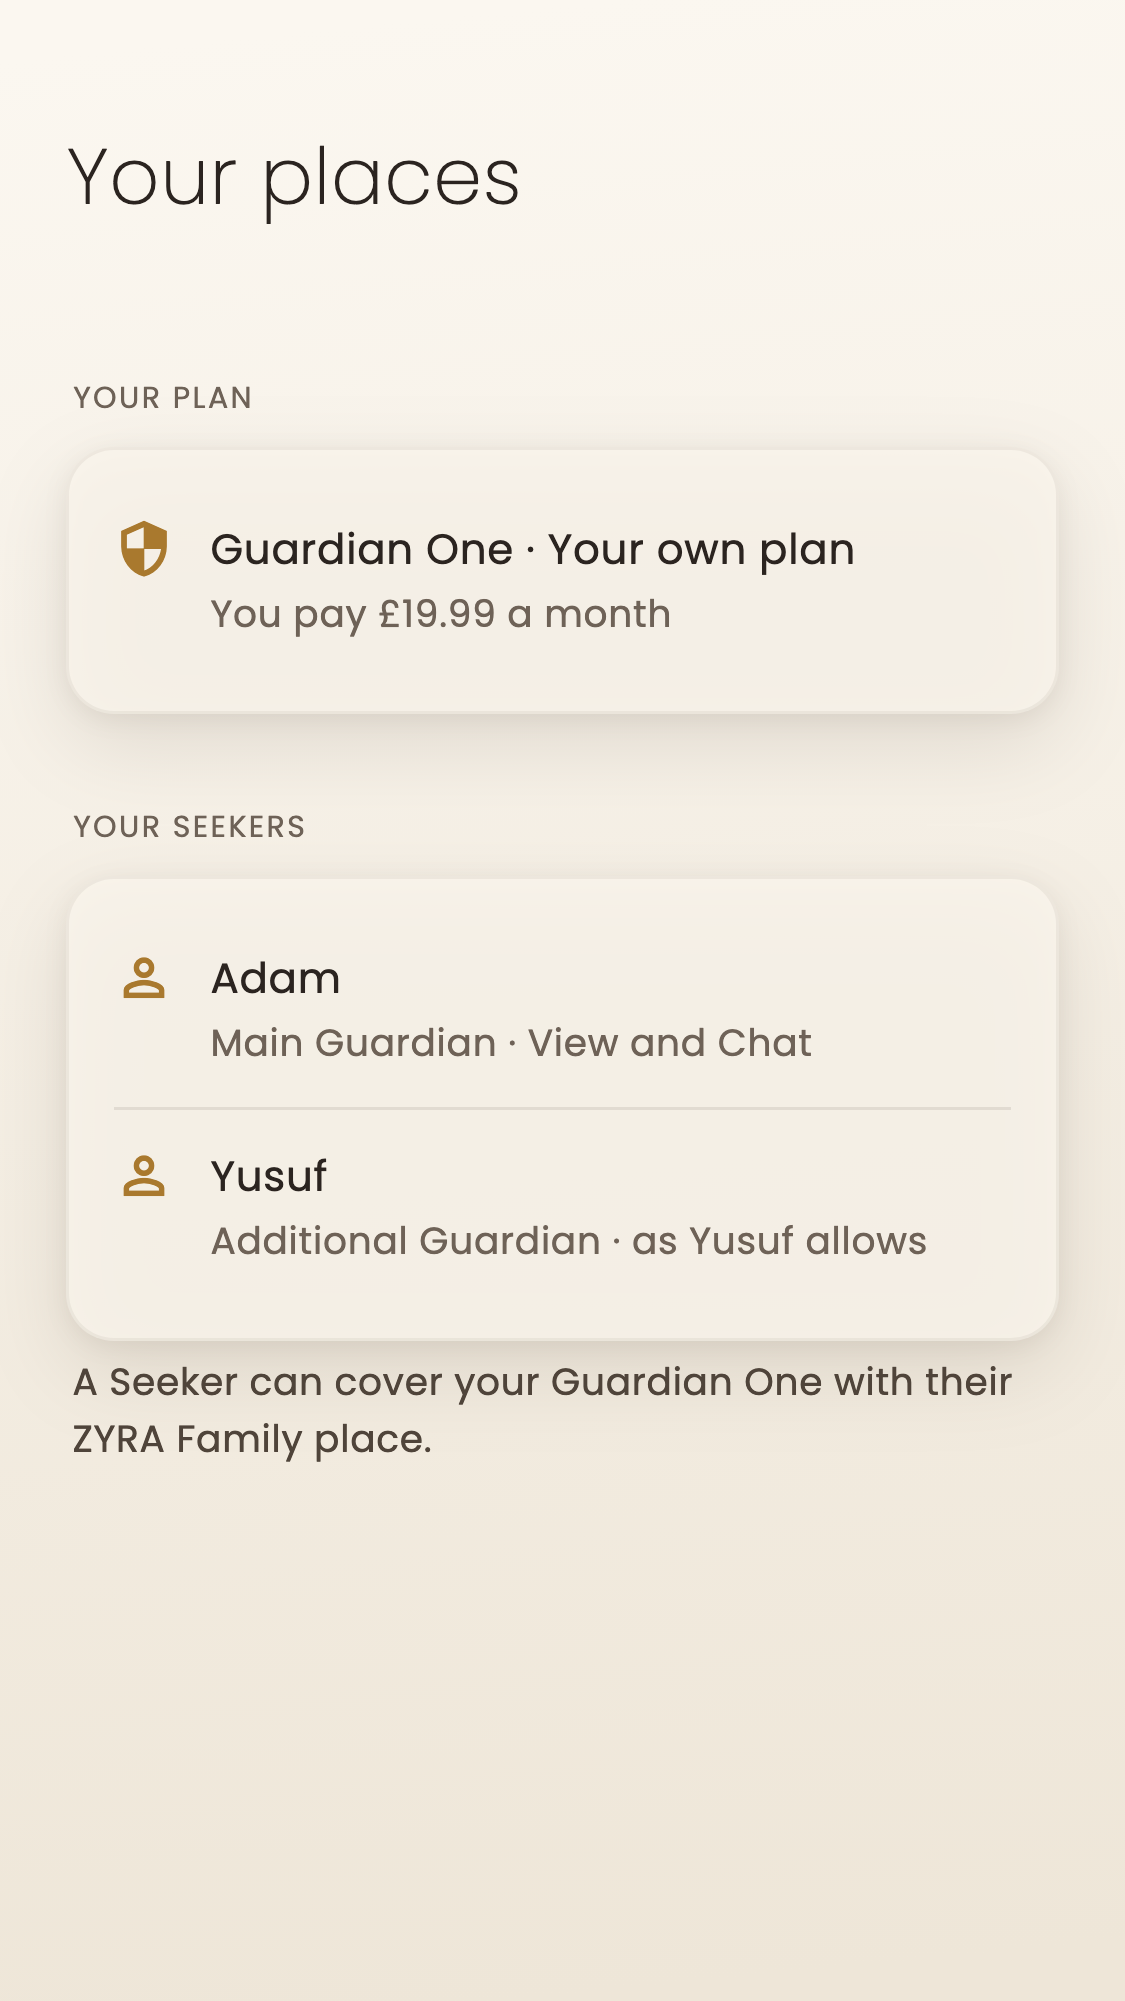 Your places
YOUR PLAN
Guardian One · Your own plan
You pay £19.99 a month
YOUR SEEKERS
Adam
Main Guardian · View and Chat
Yusuf
Additional Guardian · as Yusuf allows
A Seeker can cover your Guardian One with their
ZYRA Family place.